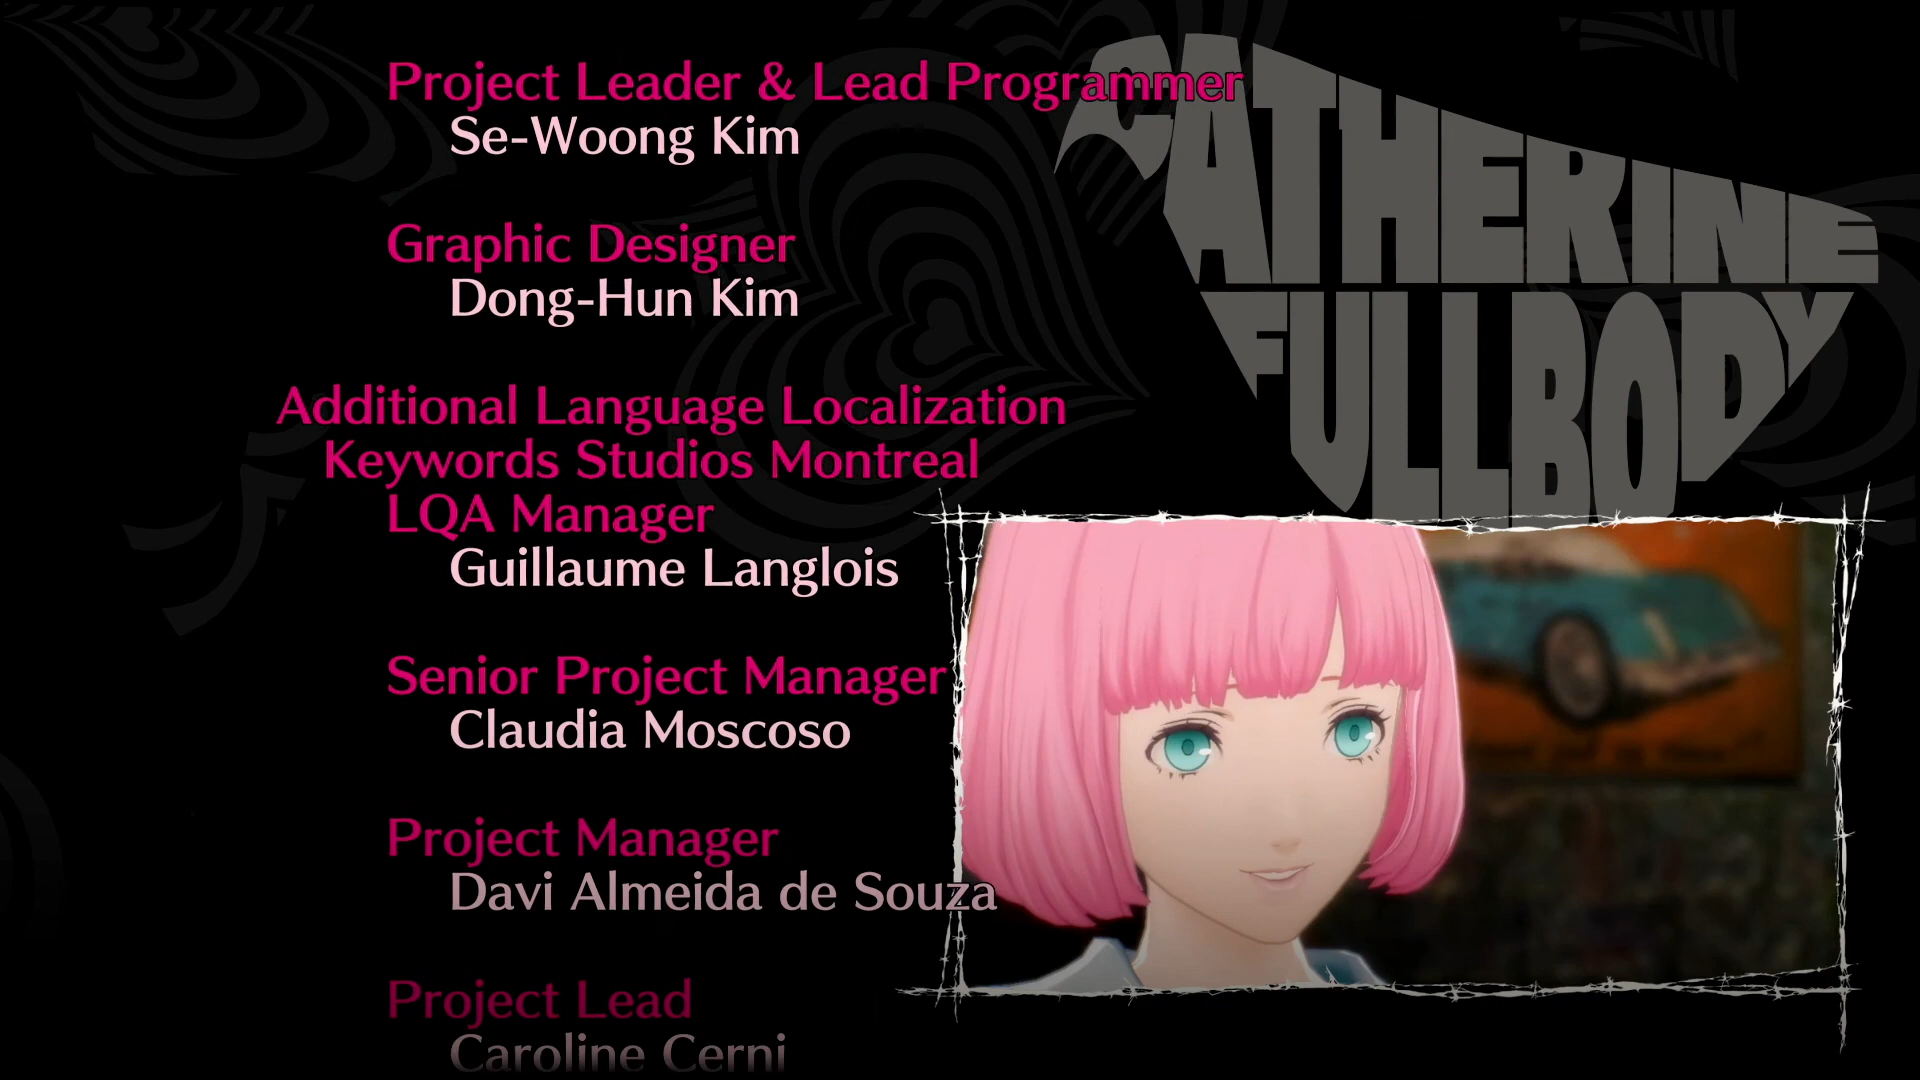 Project Leader & Lead Programmer
Se-Woong Kim
Graphic Designer
Dong-Hun Kim
Additional Language Localization
Keywords Studios Montreal
LQA Manager
Guillaume Langlois
Senior Project Manager
Claudia Moscoso
Project Manager
Davi Almeida de Souza
Project Lead
Caroline Cerni
CATHERINE
FULLBODY